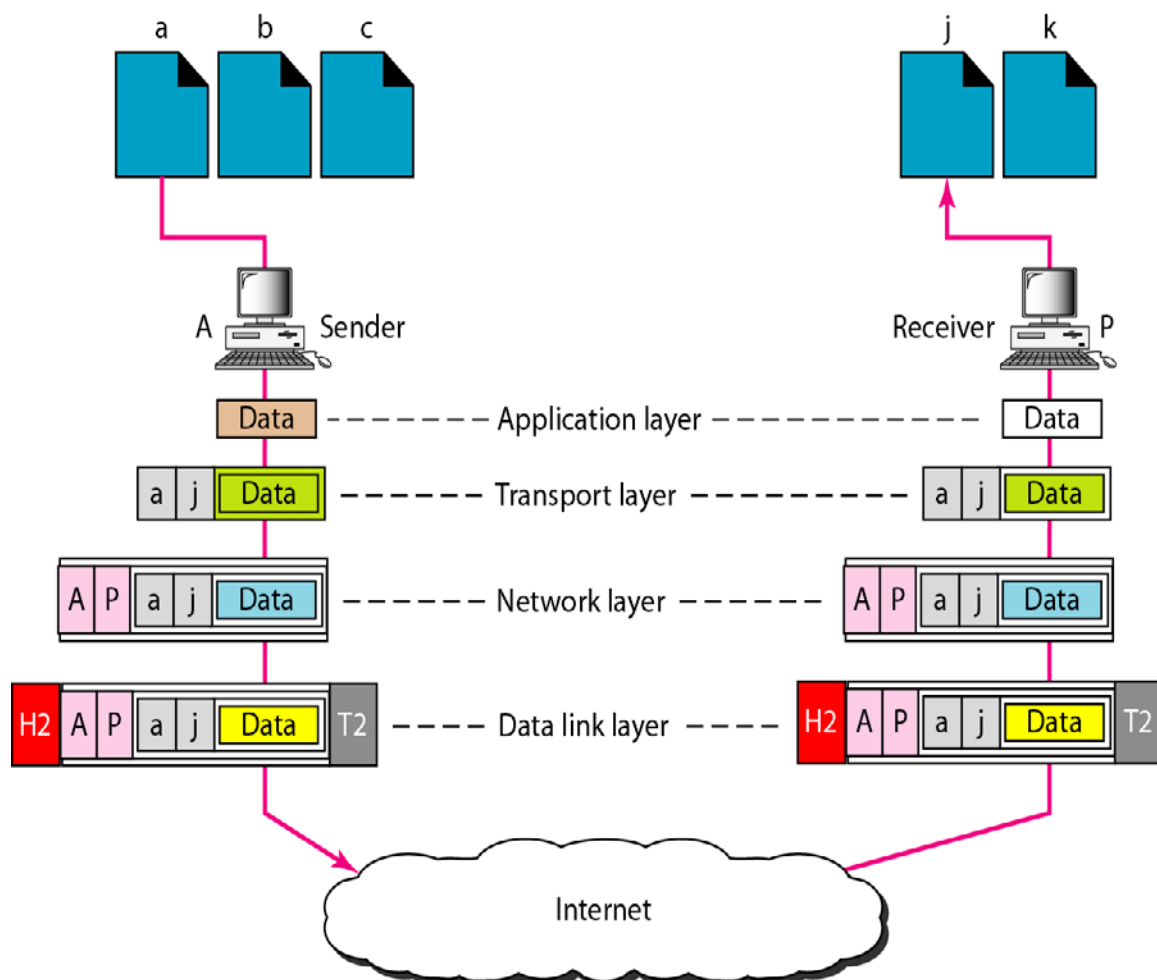 a b c j k
A Sender Receiver P
Data Application layer Data
a j Data Transport layer a j Data
A P a j Data Network layer A P a j Data
H2 A P a j Data T2 Data link layer H2 A P a j Data T2
Internet